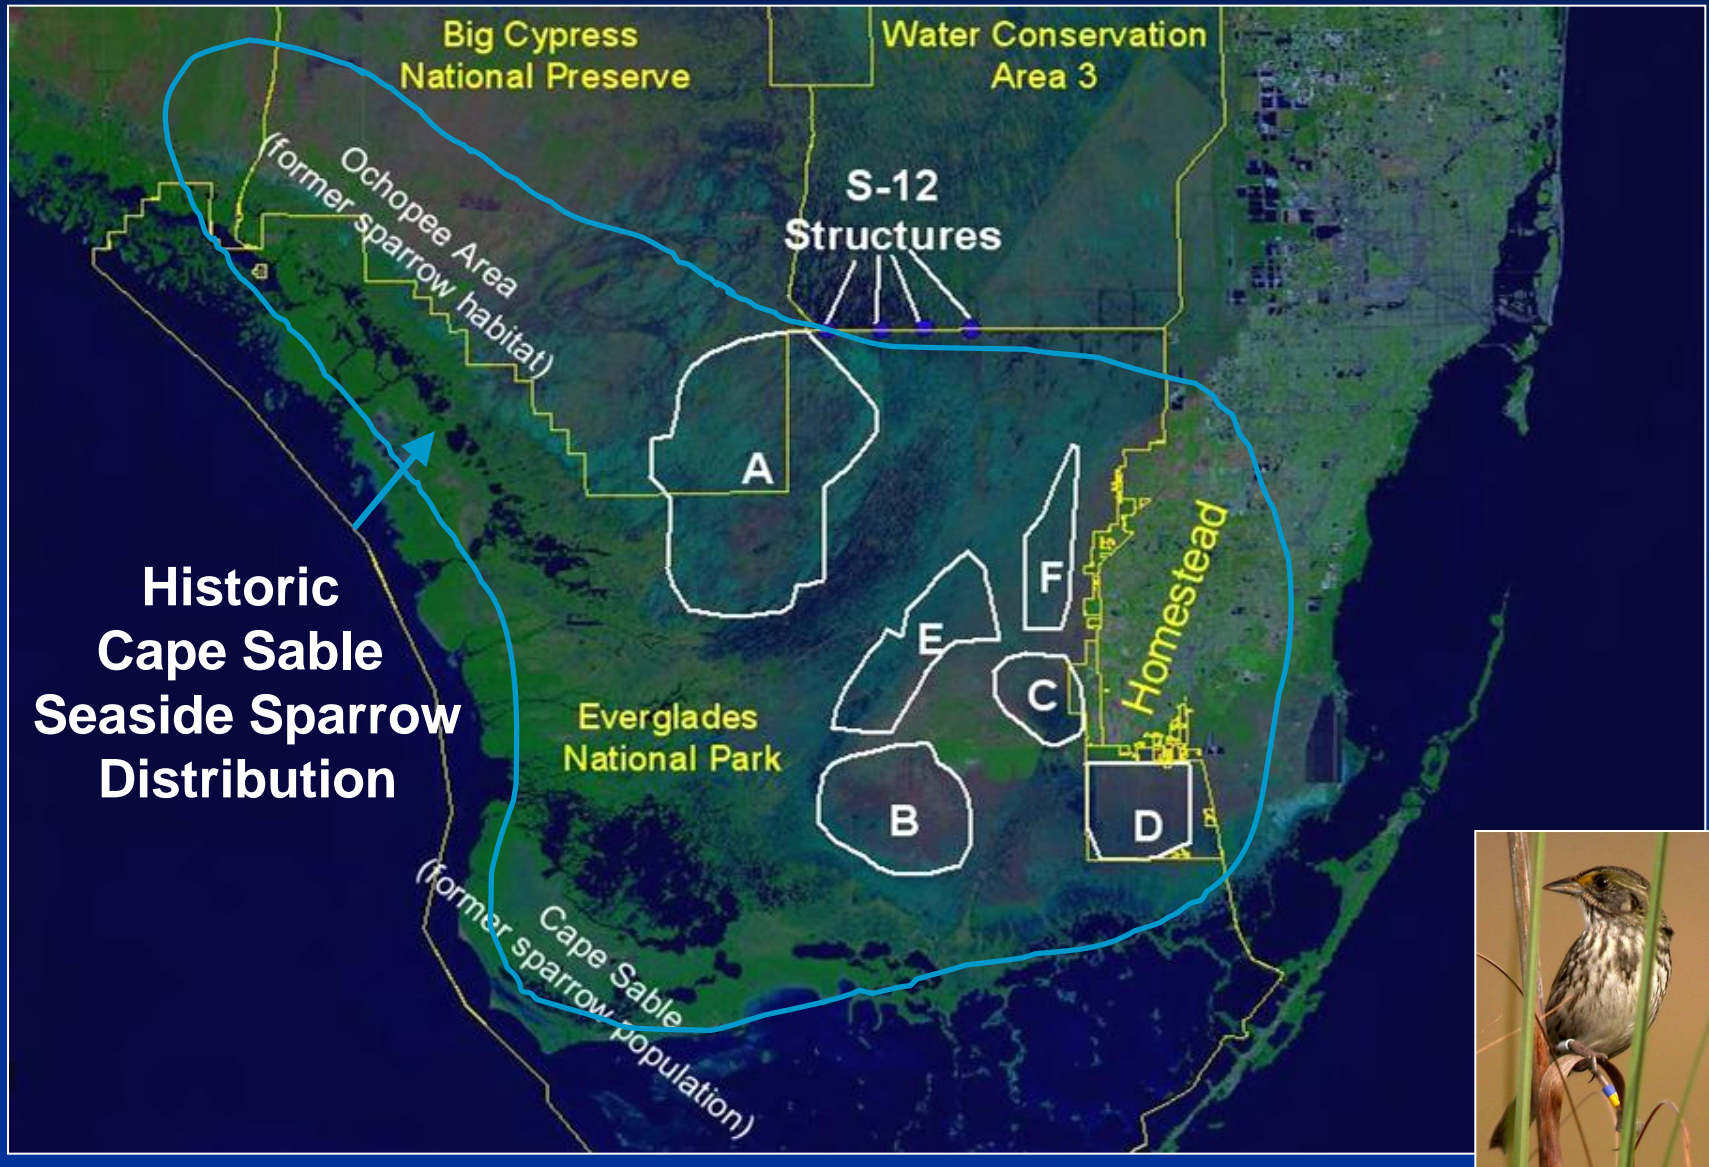 Big Cypress
National Preserve
Water Conservation
Area 3
Ochopee Area
(former sparrow habitat)
S-12
Structures
A
F
Homestead
E
C
Historic
Cape Sable
Seaside Sparrow
Distribution
Everglades
National Park
B
D
Cape Sable
(former sparrow population)